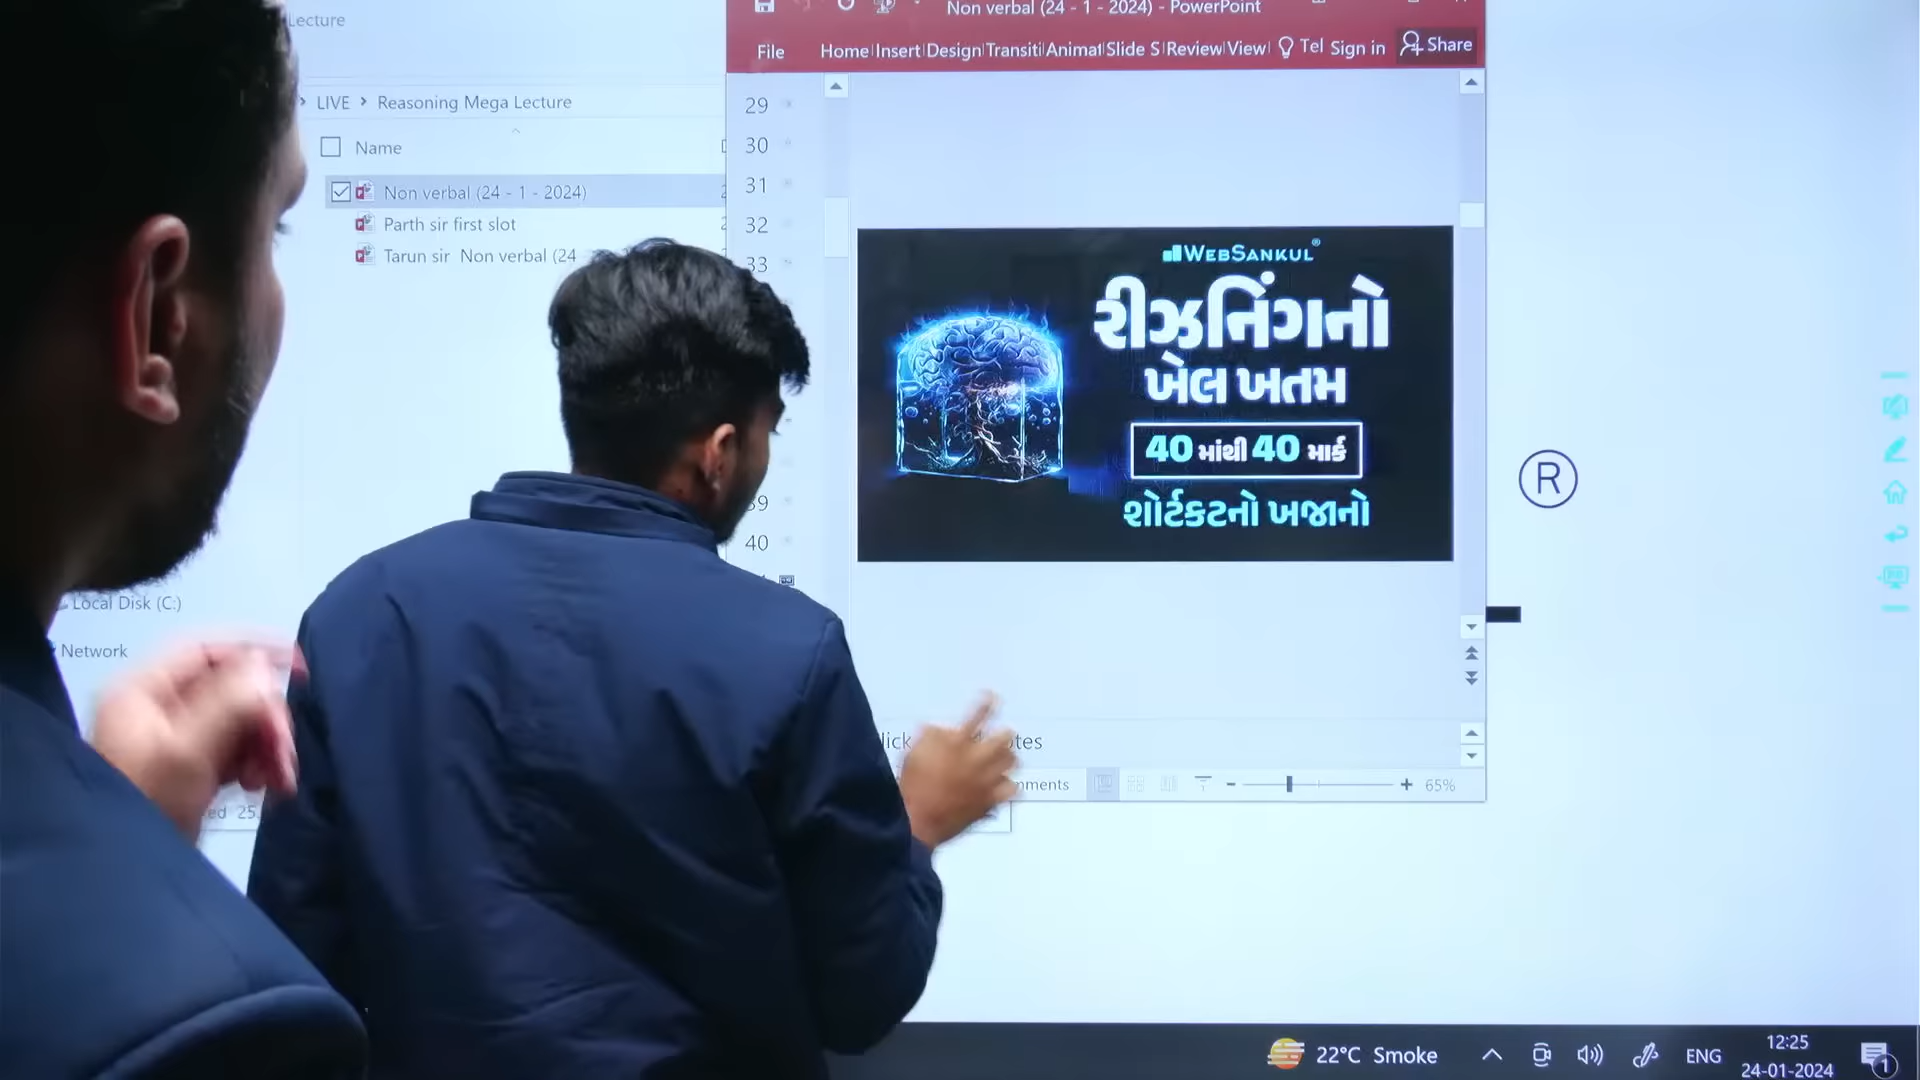 Lecture
LIVE
Reasoning Mega Lecture
Name
Non verbal (24 - 1 - 2024)
Parth sir first slot
Tarun sir Non verbal (24
Local Disk (C:)
Network
25.
Non verbal (24 - 1 - 2024) - PowerPoint
File Home Insert Design Transiti Animat Slide S Review View Tel Sign in Share
29
30
31
32
33
40
WEBSANKUL®
રીઝનિંગનો
ખેલ ખતમ
40 માંથી 40 માર્ક
શોર્ટકટનો ખજાનો
65%
R
22°C Smoke
ENG
12:25
24-01-2024
1